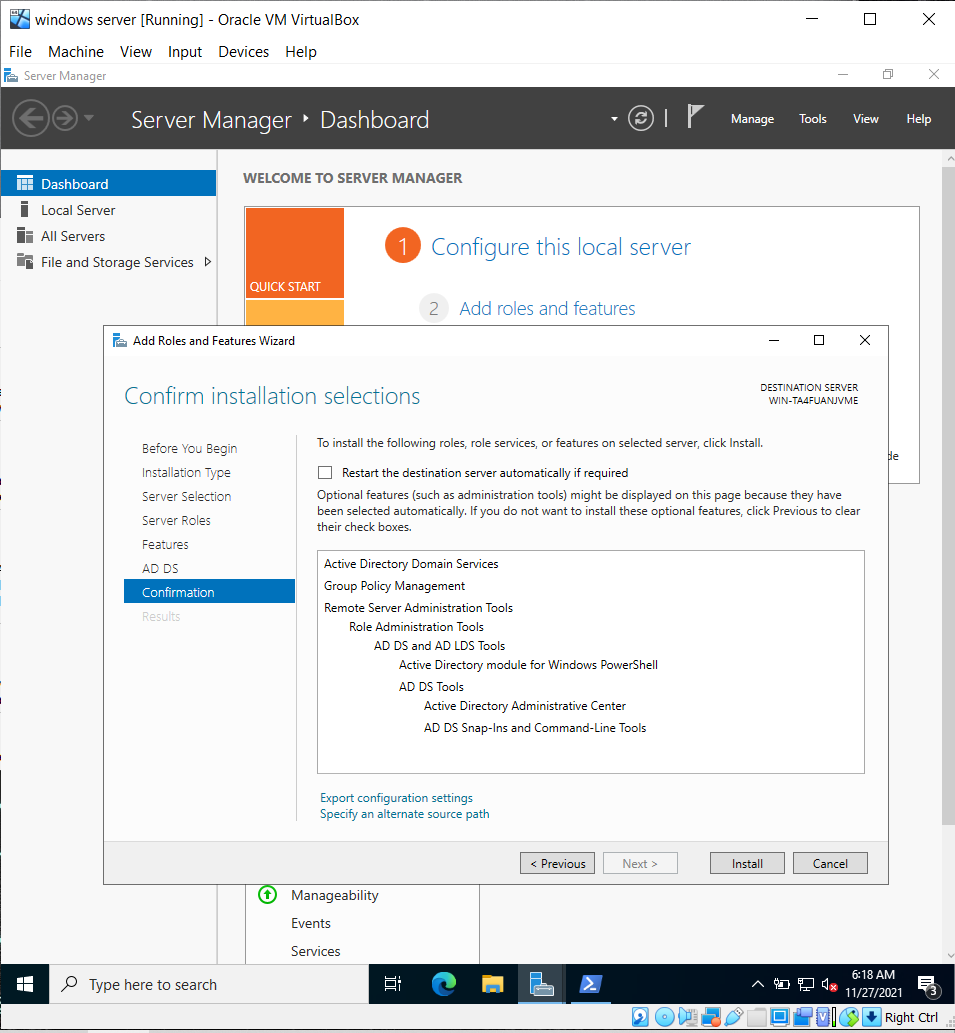 windows server [Running] - Oracle VM VirtualBox
File Machine View Input Devices Help
Server Manager
Server Manager Dashboard
Manage Tools View Help
Dashboard
Local Server
All Servers
File and Storage Services
WELCOME TO SERVER MANAGER
QUICK START
1 Configure this local server
2 Add roles and features
Add Roles and Features Wizard
Confirm installation selections
DESTINATION SERVER
WIN-TA4FUANJVME
Before You Begin
Installation Type
Server Selection
Server Roles
Features
AD DS
Confirmation
Results
To install the following roles, role services, or features on selected server, click Install.
Restart the destination server automatically if required
Optional features (such as administration tools) might be displayed on this page because they have
been selected automatically. If you do not want to install these optional features, click Previous to clear
their check boxes.
Active Directory Domain Services
Group Policy Management
Remote Server Administration Tools
Role Administration Tools
AD DS and AD LDS Tools
Active Directory module for Windows PowerShell
AD DS Tools
Active Directory Administrative Center
AD DS Snap-Ins and Command-Line Tools
Export configuration settings
Specify an alternate source path
< Previous Next > Install Cancel
de
Manageability
Events
Services
Type here to search
6:18 AM
11/27/2021
3
Right Ctrl